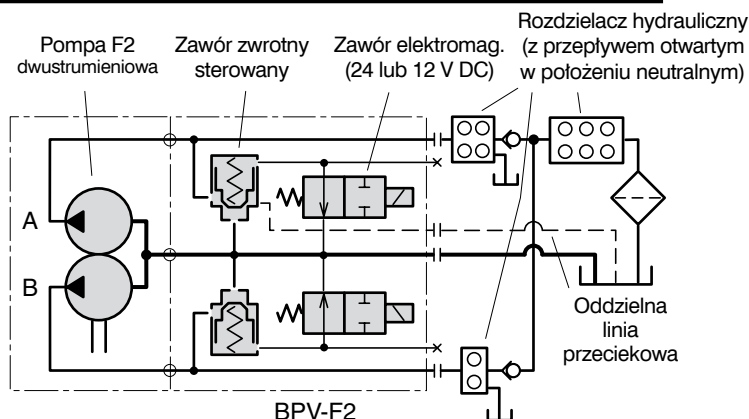 Pompa F2
dwustrumieniowa
Zawór zwrotny
sterowany
Zawór elektromag.
(24 lub 12 V DC)
Rozdzielacz hydrauliczny
(z przepływem otwartym
w położeniu neutralnym)
A
B
Oddzielna
linia
przeciekowa
BPV-F2